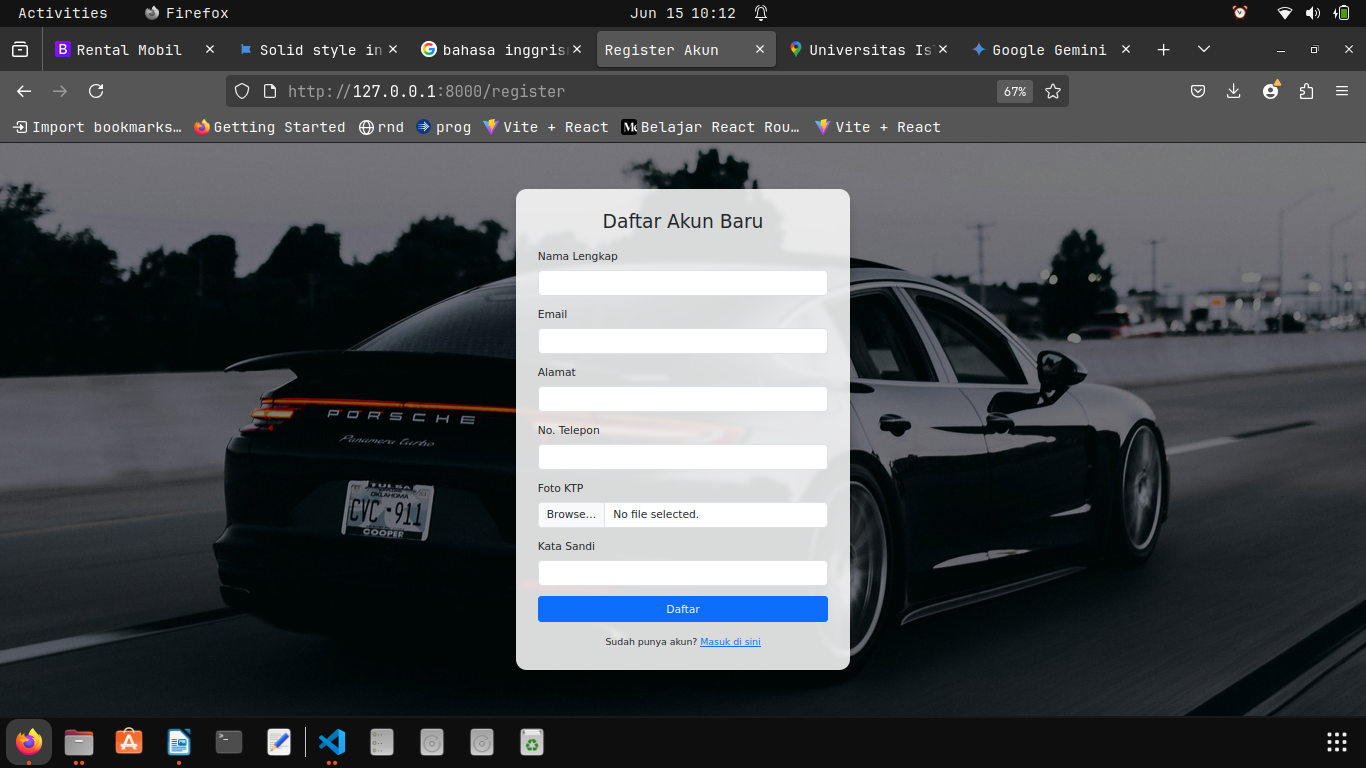 Activities Firefox Jun 15 10:12
Rental Mobil Solid style in bahasa inggris Register Akun Universitas Is Google Gemini
http://127.0.0.1:8000/register 67%
Import bookmarks... Getting Started rnd prog Vite + React Belajar React Rou... Vite + React
Daftar Akun Baru
Nama Lengkap
Email
Alamat
No. Telepon
Foto KTP
Browse... No file selected.
Kata Sandi
Daftar
Sudah punya akun? Masuk di sini
PORSCHE
Panamera turbo
TULSA
OKLAHOMA
CVC-911
COOPER